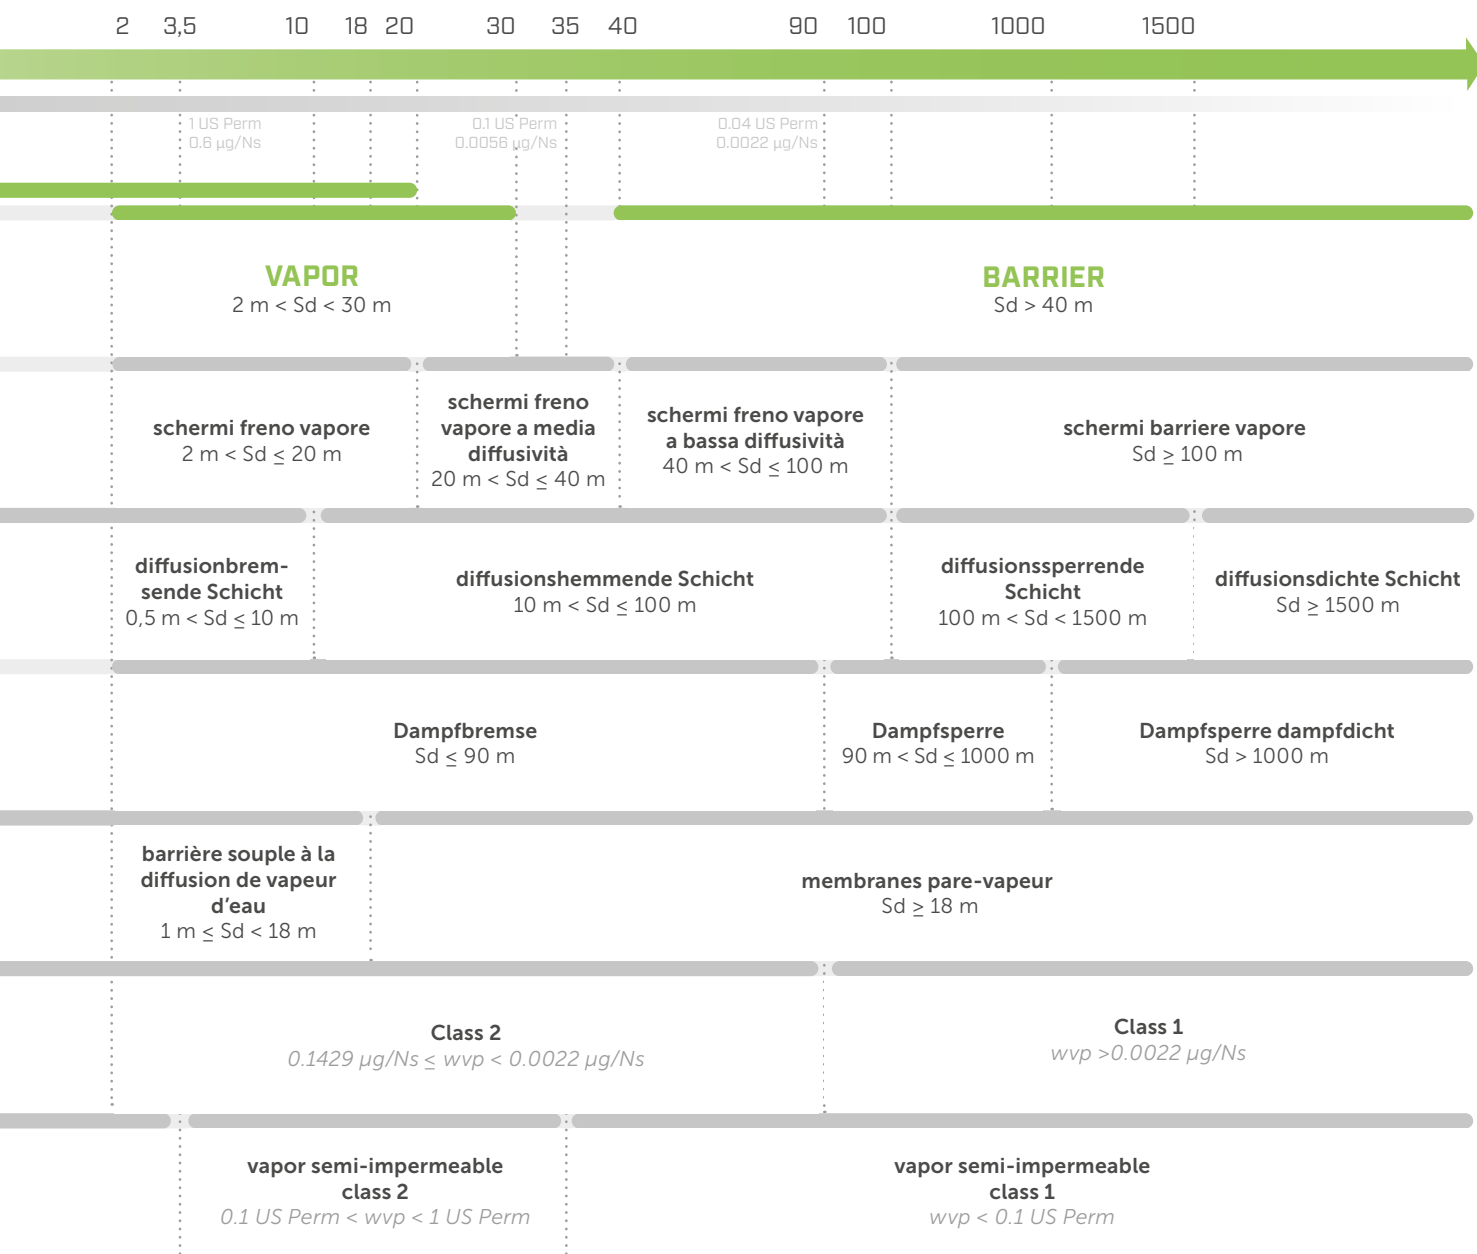 2 3,5 10 18 20 30 35 40 90 100 1000 1500
1 US Perm
0.6 µg/Ns
0.1 US Perm
0.0056 µg/Ns
0.04 US Perm
0.0022 µg/Ns
VAPOR
2 m < Sd < 30 m
BARRIER
Sd > 40 m
schermi freno vapore
2 m < Sd ≤ 20 m
schermi freno
vapore a media
diffusività
20 m < Sd ≤ 40 m
schermi freno vapore
a bassa diffusività
40 m < Sd ≤ 100 m
schermi barriere vapore
Sd ≥ 100 m
diffusionbrem-
sende Schicht
0,5 m < Sd ≤ 10 m
diffusionshemmende Schicht
10 m < Sd ≤ 100 m
diffusionssperrende
Schicht
100 m < Sd < 1500 m
diffusionsdichte Schicht
Sd ≥ 1500 m
Dampfbremse
Sd ≤ 90 m
Dampfsperre
90 m < Sd ≤ 1000 m
Dampfsperre dampfdicht
Sd > 1000 m
barrière souple à la
diffusion de vapeur
d'eau
1 m ≤ Sd < 18 m
membranes pare-vapeur
Sd ≥ 18 m
Class 2
0.1429 µg/Ns ≤ wvp < 0.0022 µg/Ns
Class 1
wvp >0.0022 µg/Ns
vapor semi-impermeable
class 2
0.1 US Perm < wvp < 1 US Perm
vapor semi-impermeable
class 1
wvp < 0.1 US Perm